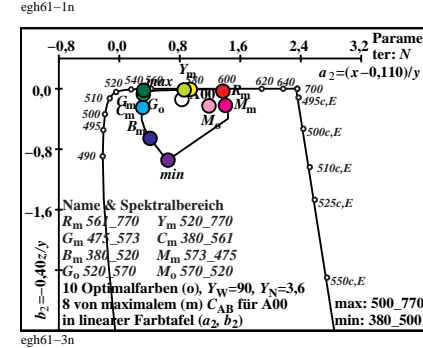 egh61-1n
Parame-
ter: N
−0,8 0,0 0,8 1,6 2,4 3,2
a2=(x−0,110)/y
520 540 560 max Ym 580 600 620 640 700
0,0
510 Gm Go A00 Rm 495c,E
500 Cm Mo Mm
495 Bm 500c,E
−0,8
490 min 510c,E
−1,6
Name & Spektralbereich 525c,E
Rm 561_770 Ym 520_770
Gm 475_573 Cm 380_561
Bm 380_520 Mm 573_475
Go 520_570 Mo 570_520
550c,E
b2=−0,40z/y
10 Optimalfarben (o), YW=90, YN=3,6
8 von maximalem (m) CAB für A00 max: 500_770
in linearer Farbtafel (a2, b2) min: 380_500
egh61-3n